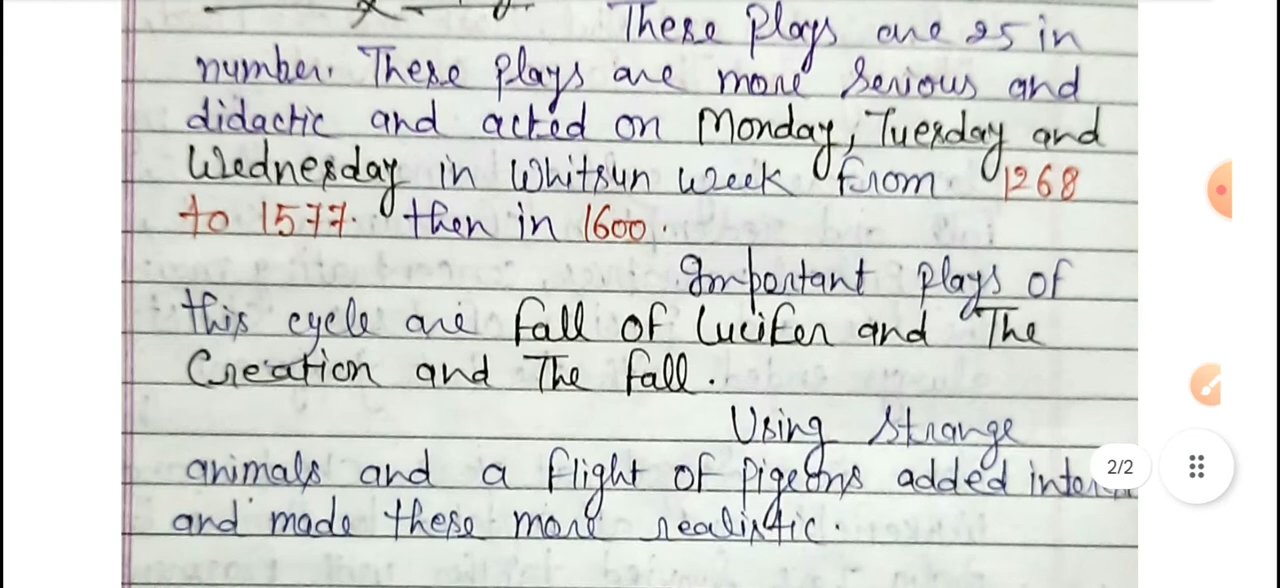 These plays are 25 in
number. These plays are more serious and
didactic and acted on Monday, Tuesday and
Wednesday in Whitsun week from 1268
to 1577. then in 1600.
Important plays of
this cycle are Fall of Lucifer and The
Creation and The Fall.
Using strange
animals and a flight of pigeons added
and made these more realistic.
2/2